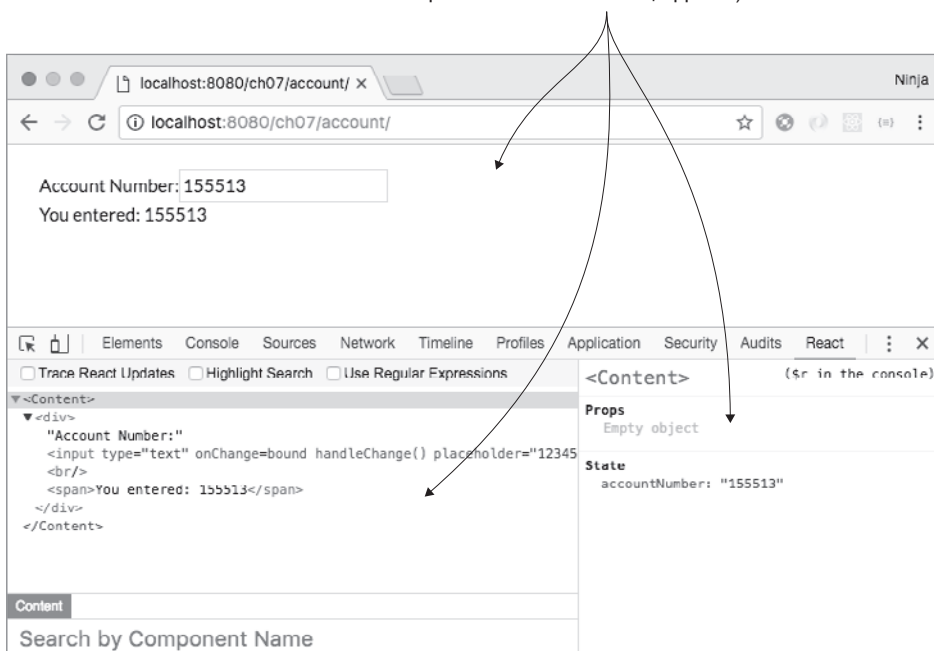 localhost:8080/ch07/account/
Ninja
localhost:8080/ch07/account/
Account Number: 155513
You entered: 155513
Elements Console Sources Network Timeline Profiles Application Security Audits React
Trace React Updates Highlight Search Use Regular Expressions
<Content>
<div>
"Account Number:"
<input type="text" onChange=bound handleChange() placeholder="12345
<br/>
<span>You entered: 155513</span>
</div>
</Content>
Content
Search by Component Name
<Content> ($r in the console)
Props
Empty object
State
accountNumber: "155513"